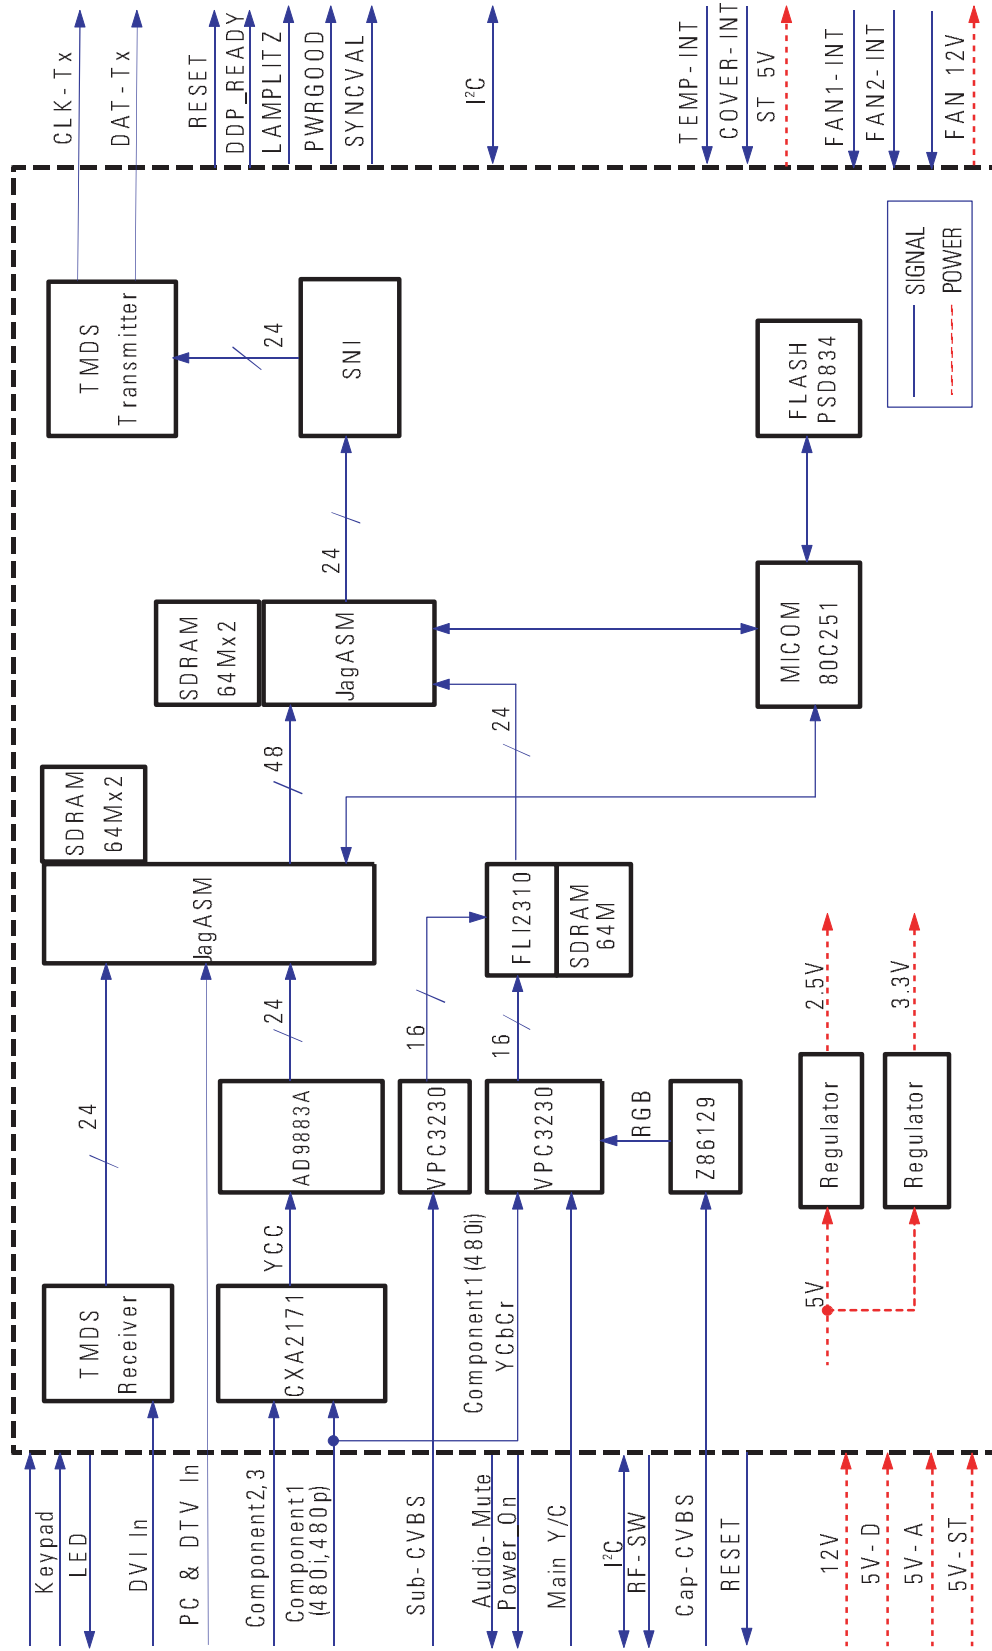 Keypad
LED
DVI In
PC & DTV In
Component2,3
Component1
(480i,480p)
Sub-CVBS
Audio-Mute
Power_On
Main Y/C
I²C
RF-SW
Cap-CVBS
RESET
12V
5V-D
5V-A
5V-ST
TMDS
Receiver
CXA2171
Component1(480i)
YCbCr
5V
24
YCC
AD9883A
VPC3230
VPC3230
RGB
Z86129
Regulator
Regulator
24
16
16
2.5V
3.3V
JagASM
SDRAM
64Mx2
FLI2310
SDRAM
64M
48
24
SDRAM
64Mx2
JagASM
MICOM
80C251
24
TMDS
Transmitter
24
SNI
FLASH
PSD834
SIGNAL
POWER
CLK-Tx
DAT-Tx
RESET
DDP_READY
LAMPLITZ
PWRGOOD
SYNCVAL
I²C
TEMP-INT
COVER-INT
ST 5V
FAN1-INT
FAN2-INT
FAN 12V